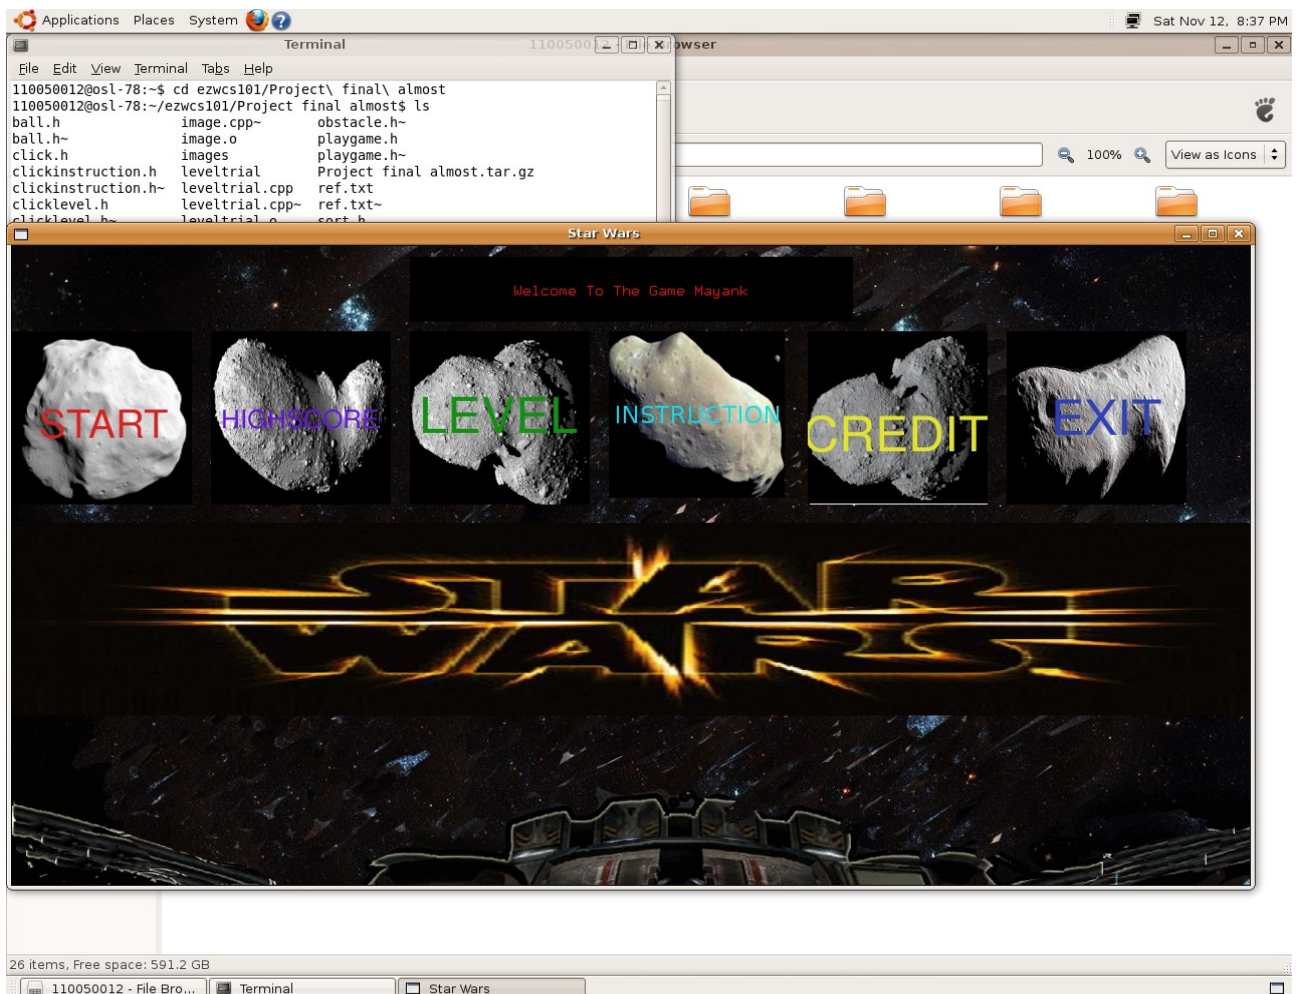 Applications Places System
Sat Nov 12, 8:37 PM
Terminal
File Edit View Terminal Tabs Help
110050012@osl-78:~$ cd ezwcs101/Project\ final\ almost
110050012@osl-78:~/ezwcs101/Project final almost$ ls
ball.h image.cpp~ obstacle.h~
ball.h~ image.o playgame.h
click.h images playgame.h~
clickinstruction.h leveltrial Project final almost.tar.gz
clickinstruction.h~ leveltrial.cpp ref.txt
clicklevel.h leveltrial.cpp~ ref.txt~
clicklevel.h~ leveltrial.o sort.h
100% View as Icons
Star Wars
Welcome To The Game Mayank
START HIGHSCORE LEVEL INSTRUCTION CREDIT EXIT
STAR
WARS
26 items, Free space: 591.2 GB
110050012 - File Bro... Terminal Star Wars